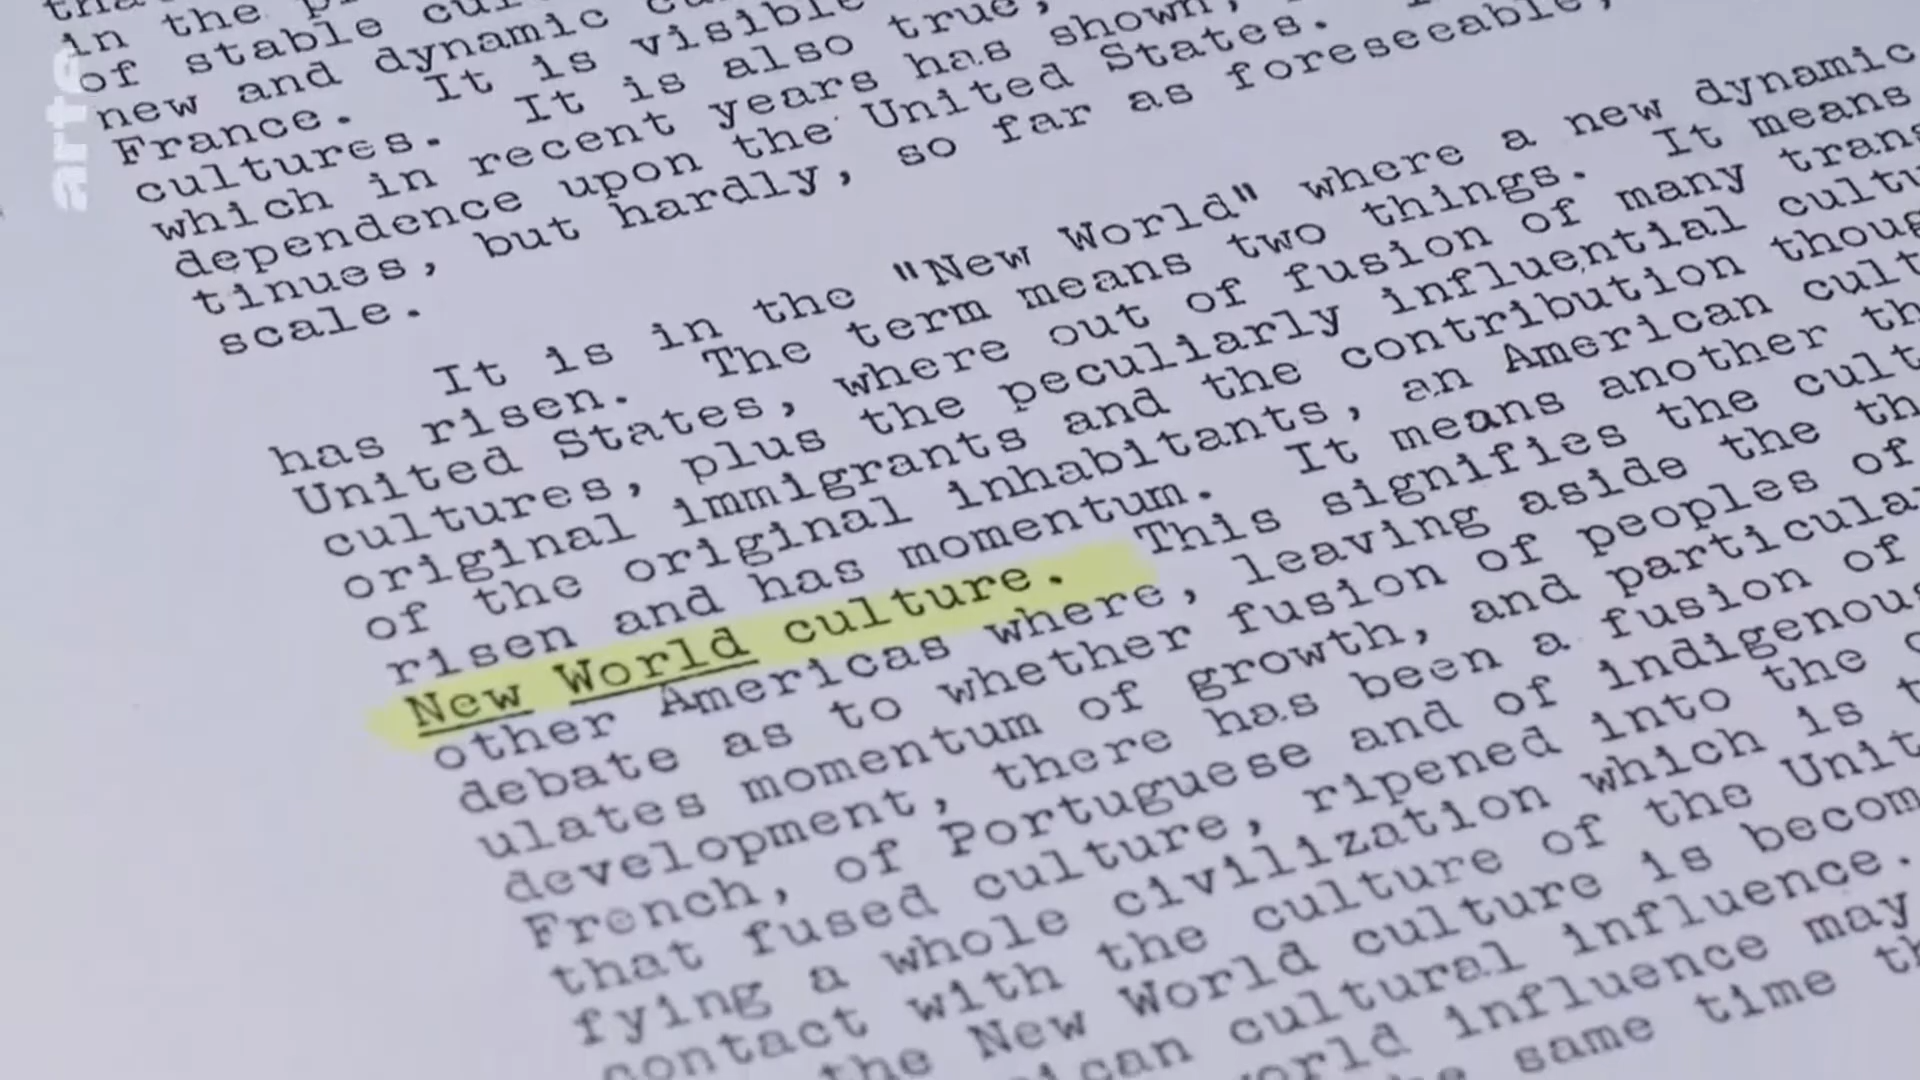 arte
in the
of stable
new and dynamic
France. It is visible
cultures. It is also true,
which in recent years has shown,
dependence upon the United States.
tinues, but hardly, so far as foreseeable,
scale.
It is in the "New World" where a new dynamic
has risen. The term means two things. It means
United States, where out of fusion of many trans
cultures, plus the peculiarly influential cultu
original immigrants and the contribution thoug
of the original inhabitants, an American cult
risen and has momentum. It means another th
New World culture. This signifies the cult
other Americas where, leaving aside the th
debate as to whether fusion of peoples of
ulates momentum of growth, and particular
development, there has been a fusion of
French, of Portuguese and of indigenous
that fused culture, ripened into the
fying a whole civilization which is t
contact with the culture of the Unit
the New World culture is becom
ican cultural influence.
orld influence may
same time th